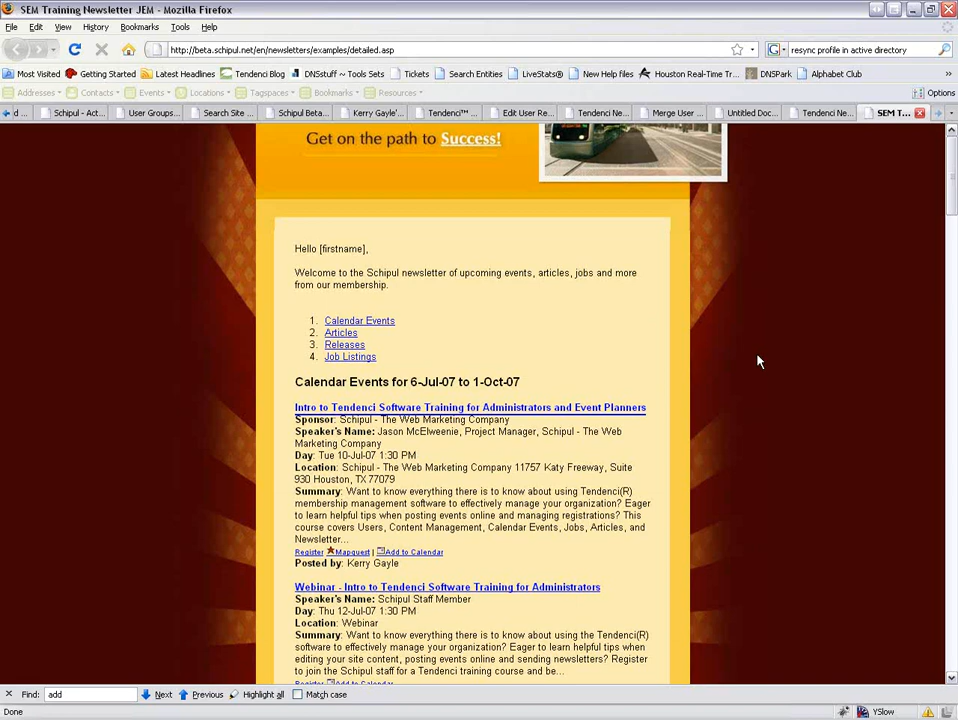 SEM Training Newsletter JEM - Mozilla Firefox
File Edit View History Bookmarks Tools Help
http://beta.schipul.net/en/newsletters/examples/detailed.asp
resync profile in active directory
Most Visited Getting Started Latest Headlines Tendenci Blog DNSstuff ~ Tools Sets Tickets Search Entities LiveStats® New Help files Houston Real-Time Tr... DNSPark Alphabet Club »
Addresses Contacts Events Locations Tagspaces Bookmarks Resources Options
d ... Schipul - Act... User Groups... Search Site ... Schipul Beta... Kerry Gayle'... Tendenci™ ... Edit User Re... Tendenci Ne... Merge User ... Untitled Doc... Tendenci Ne... SEM T...
Get on the path to Success!
Hello [firstname],
Welcome to the Schipul newsletter of upcoming events, articles, jobs and more
from our membership.
1. Calendar Events
2. Articles
3. Releases
4. Job Listings
Calendar Events for 6-Jul-07 to 1-Oct-07
Intro to Tendenci Software Training for Administrators and Event Planners
Sponsor: Schipul - The Web Marketing Company
Speaker's Name: Jason McElweenie, Project Manager, Schipul - The Web
Marketing Company
Day: Tue 10-Jul-07 1:30 PM
Location: Schipul - The Web Marketing Company 11757 Katy Freeway, Suite
930 Houston, TX 77079
Summary: Want to know everything there is to know about using Tendenci(R)
membership management software to effectively manage your organization? Eager
to learn helpful tips when posting events online and managing registrations? This
course covers Users, Content Management, Calendar Events, Jobs, Articles, and
Newsletter...
Register Mapquest | Add to Calendar
Posted by: Kerry Gayle
Webinar - Intro to Tendenci Software Training for Administrators
Speaker's Name: Schipul Staff Member
Day: Thu 12-Jul-07 1:30 PM
Location: Webinar
Summary: Want to know everything there is to know about using the Tendenci(R)
software to effectively manage your organization? Eager to learn helpful tips when
editing your site content, posting events online and sending newsletters? Register
to join the Schipul staff for a Tendenci training course and be...
Register Add to Calendar
Find: add Next Previous Highlight all Match case
Done YSlow